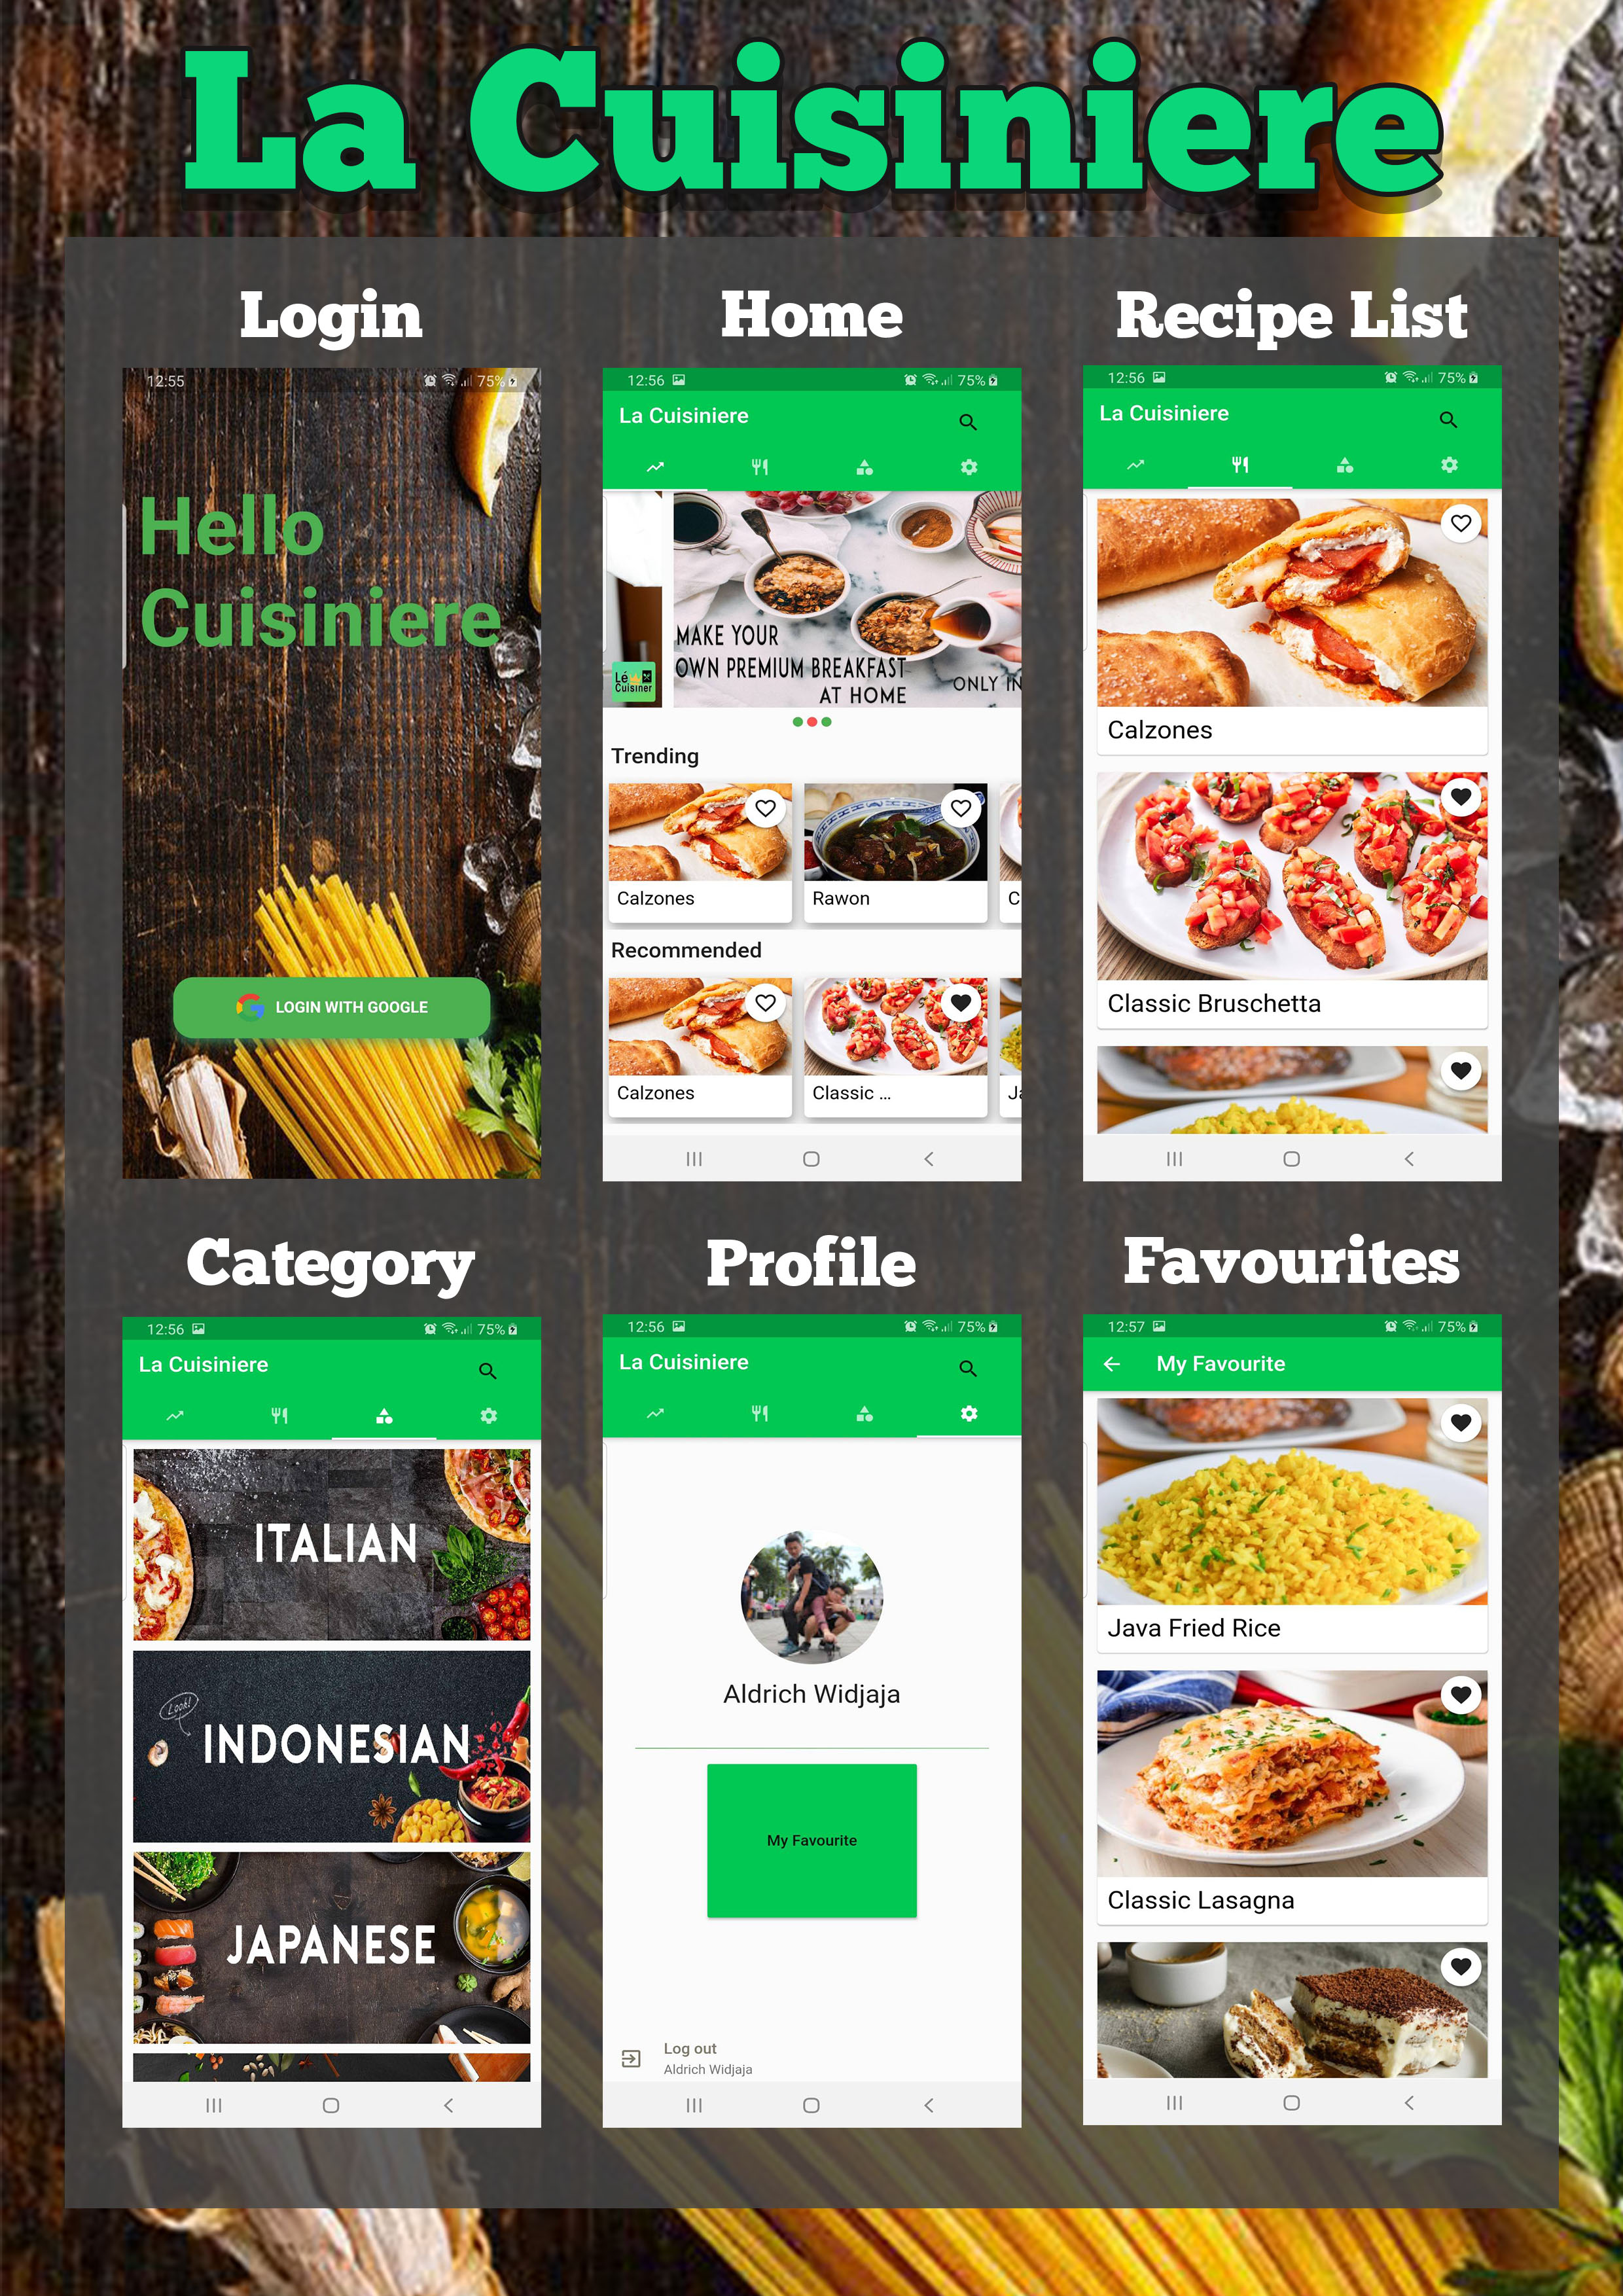 La Cuisiniere
Login
Home
Recipe List
12:55
75%
Hello
Cuisiniere
LOGIN WITH GOOGLE
12:56
75%
La Cuisiniere
MAKE YOUR
OWN PREMIUM BREAKFAST
AT HOME
ONLY IN
Lé
Cuisiner
Trending
Calzones
Rawon
C
Recommended
Calzones
Classic ...
Ja
12:56
75%
La Cuisiniere
Calzones
Classic Bruschetta
Category
Profile
Favourites
12:56
75%
La Cuisiniere
ITALIAN
Look!
INDONESIAN
JAPANESE
12:56
75%
La Cuisiniere
Aldrich Widjaja
My Favourite
Log out
Aldrich Widjaja
12:57
75%
My Favourite
Java Fried Rice
Classic Lasagna